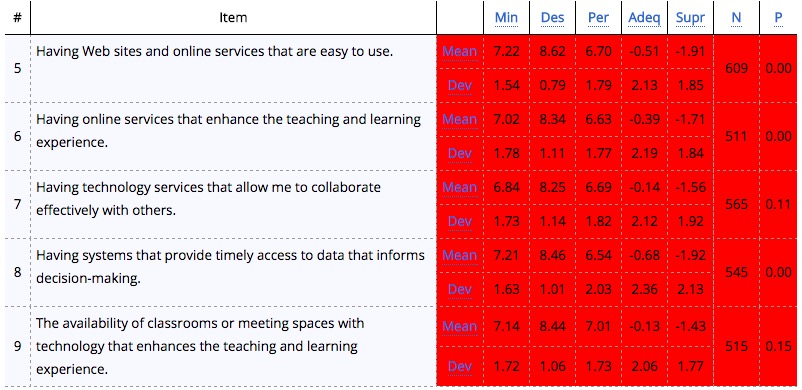 # Item Min Des Per Adeq Supr N P
5 Having Web sites and online services that are easy to use. Mean 7.22 8.62 6.70 -0.51 -1.91 609 0.00
Dev 1.54 0.79 1.79 2.13 1.85
6 Having online services that enhance the teaching and learning Mean 7.02 8.34 6.63 -0.39 -1.71 511 0.00
experience. Dev 1.78 1.11 1.77 2.19 1.84
7 Having technology services that allow me to collaborate Mean 6.84 8.25 6.69 -0.14 -1.56 565 0.11
effectively with others. Dev 1.73 1.14 1.82 2.12 1.92
8 Having systems that provide timely access to data that informs Mean 7.21 8.46 6.54 -0.68 -1.92 545 0.00
decision-making. Dev 1.63 1.01 2.03 2.36 2.13
9 The availability of classrooms or meeting spaces with Mean 7.14 8.44 7.01 -0.13 -1.43 515 0.15
technology that enhances the teaching and learning
experience. Dev 1.72 1.06 1.73 2.06 1.77